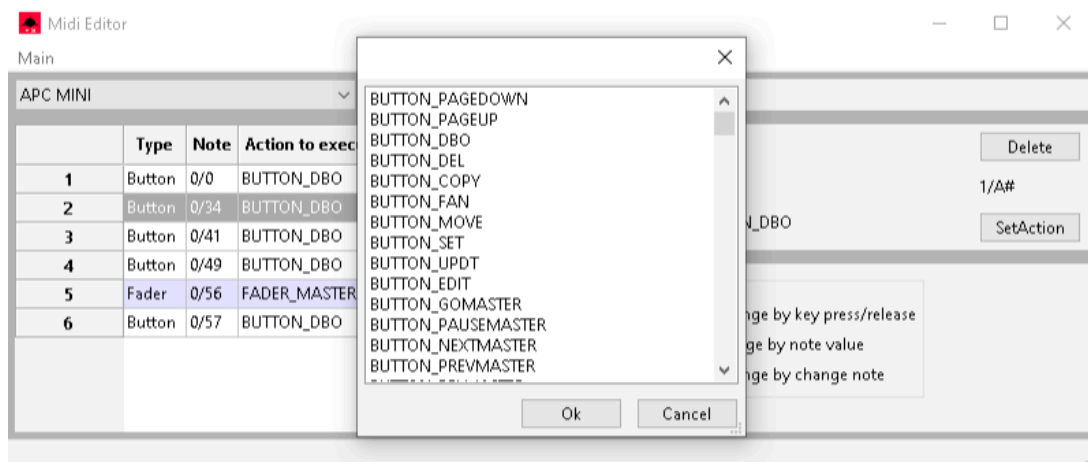 Midi Editor
Main
APC MINI
Type Note Action to exec
1 Button 0/0 BUTTON_DBO
2 Button 0/34 BUTTON_DBO
3 Button 0/41 BUTTON_DBO
4 Button 0/49 BUTTON_DBO
5 Fader 0/56 FADER_MASTER
6 Button 0/57 BUTTON_DBO
BUTTON_PAGEDOWN
BUTTON_PAGEUP
BUTTON_DBO
BUTTON_DEL
BUTTON_COPY
BUTTON_FAN
BUTTON_MOVE
BUTTON_SET
BUTTON_UPDT
BUTTON_EDIT
BUTTON_GOMASTER
BUTTON_PAUSEMASTER
BUTTON_NEXTMASTER
BUTTON_PREVMASTER
Ok Cancel
Delete
1/A#
N_DBO SetAction
nge by key press/release
ge by note value
nge by change note